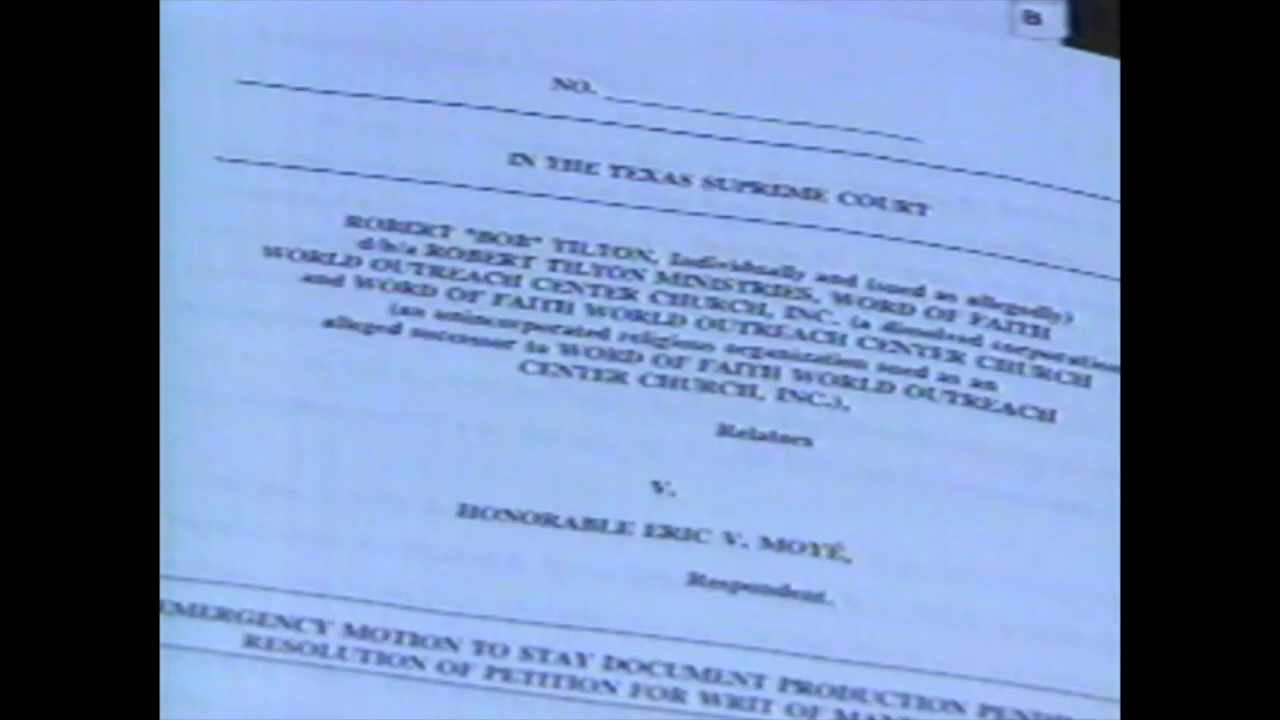 B
NO.
IN THE TEXAS SUPREME COURT
ROBERT "BOB" TILTON, Individually and (sued as allegedly)
d/b/a ROBERT TILTON MINISTRIES, WORD OF FAITH
WORLD OUTREACH CENTER CHURCH, INC. (a dissolved corporation
and WORD OF FAITH WORLD OUTREACH CENTER CHURCH
(an unincorporated religious organization sued as an
alleged successor to WORD OF FAITH WORLD OUTREACH
CENTER CHURCH, INC.),
Relators
V.
HONORABLE ERIC V. MOYÉ,
Respondent.
EMERGENCY MOTION TO STAY DOCUMENT PRODUCTION
RESOLUTION OF PETITION FOR WRIT OF